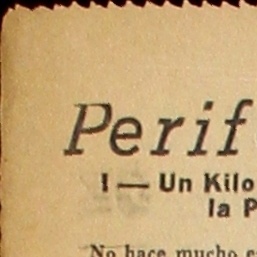 Perif
I — Un Kilo
la P
No hace mucho e